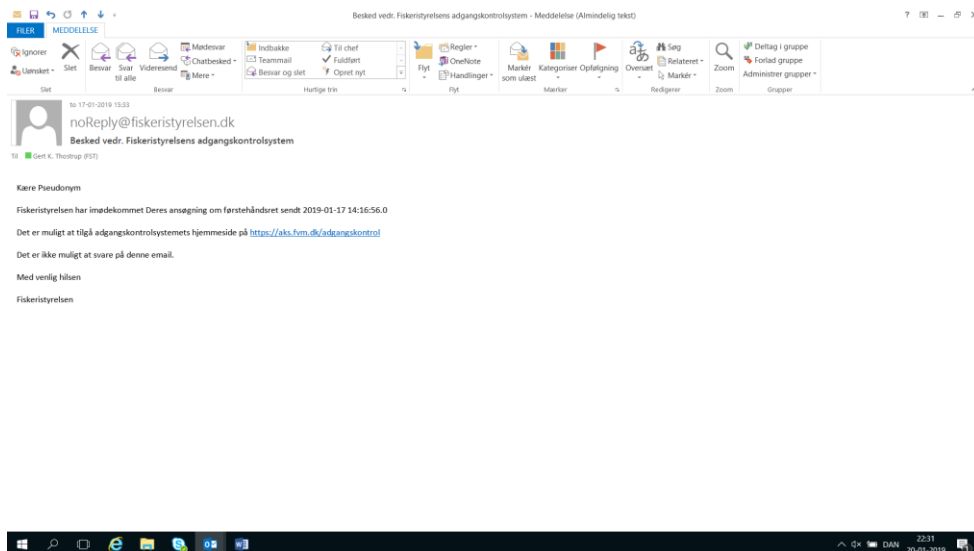 Besked vedr. Fiskeristyrelsens adgangskontrolsystem - Meddelelse (Almindelig tekst)
FILER MEDDELELSE
Ignorer
Uønsket
Slet
Besvar
Svar til alle
Videresend
Mødesvar
Chatbesked
Mere
Indbakke
Teammail
Besvar og slet
Til chef
Fuldført
Opret nyt
Flyt
Regler
OneNote
Handlinger
Markér som ulæst
Kategoriser
Opfølgning
Oversæt
Søg
Relateret
Markér
Zoom
Deltag i gruppe
Forlad gruppe
Administrer grupper
Slet Besvar Hurtige trin Flyt Mærker Redigerer Zoom Grupper
to 17-01-2019 15:33
noReply@fiskeristyrelsen.dk
Besked vedr. Fiskeristyrelsens adgangskontrolsystem
Til Gert K. Thostrup (FST)
Kære Pseudonym
Fiskeristyrelsen har imødekommet Deres ansøgning om førstehåndsret sendt 2019-01-17 14:16:56.0
Det er muligt at tilgå adgangskontrolsystemets hjemmeside på https://aks.fvm.dk/adgangskontrol
Det er ikke muligt at svare på denne email.
Med venlig hilsen
Fiskeristyrelsen
DAN
22:31
20-01-2019